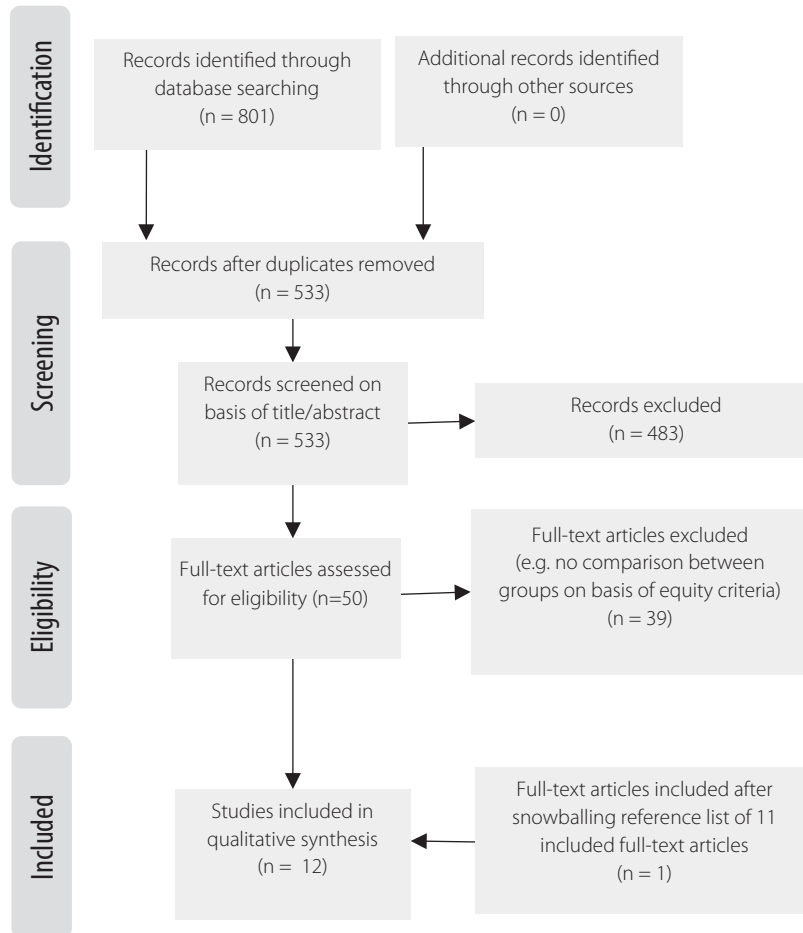 Identification
Records identified through
database searching
(n = 801)
Additional records identified
through other sources
(n = 0)
Screening
Records after duplicates removed
(n = 533)
Records screened on
basis of title/abstract
(n = 533)
Records excluded
(n = 483)
Eligibility
Full-text articles assessed
for eligibility (n=50)
Full-text articles excluded
(e.g. no comparison between
groups on basis of equity criteria)
(n = 39)
Included
Studies included in
qualitative synthesis
(n = 12)
Full-text articles included after
snowballing reference list of 11
included full-text articles
(n = 1)